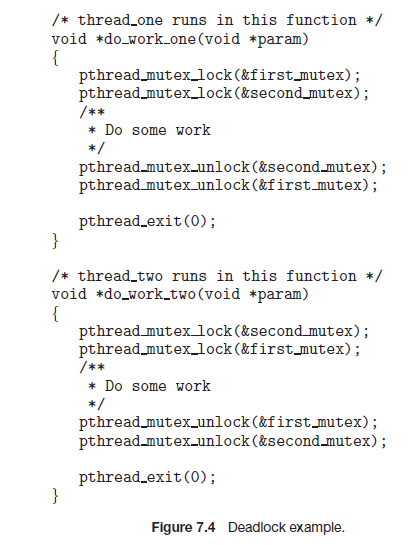 /* thread_one runs in this function */
void *do_work_one(void *param)
{
pthread_mutex_lock(&first_mutex);
pthread_mutex_lock(&second_mutex);
/**
* Do some work
*/
pthread_mutex_unlock(&second_mutex);
pthread_mutex_unlock(&first_mutex);
pthread_exit(0);
}
/* thread_two runs in this function */
void *do_work_two(void *param)
{
pthread_mutex_lock(&second_mutex);
pthread_mutex_lock(&first_mutex);
/**
* Do some work
*/
pthread_mutex_unlock(&first_mutex);
pthread_mutex_unlock(&second_mutex);
pthread_exit(0);
}
Figure 7.4 Deadlock example.